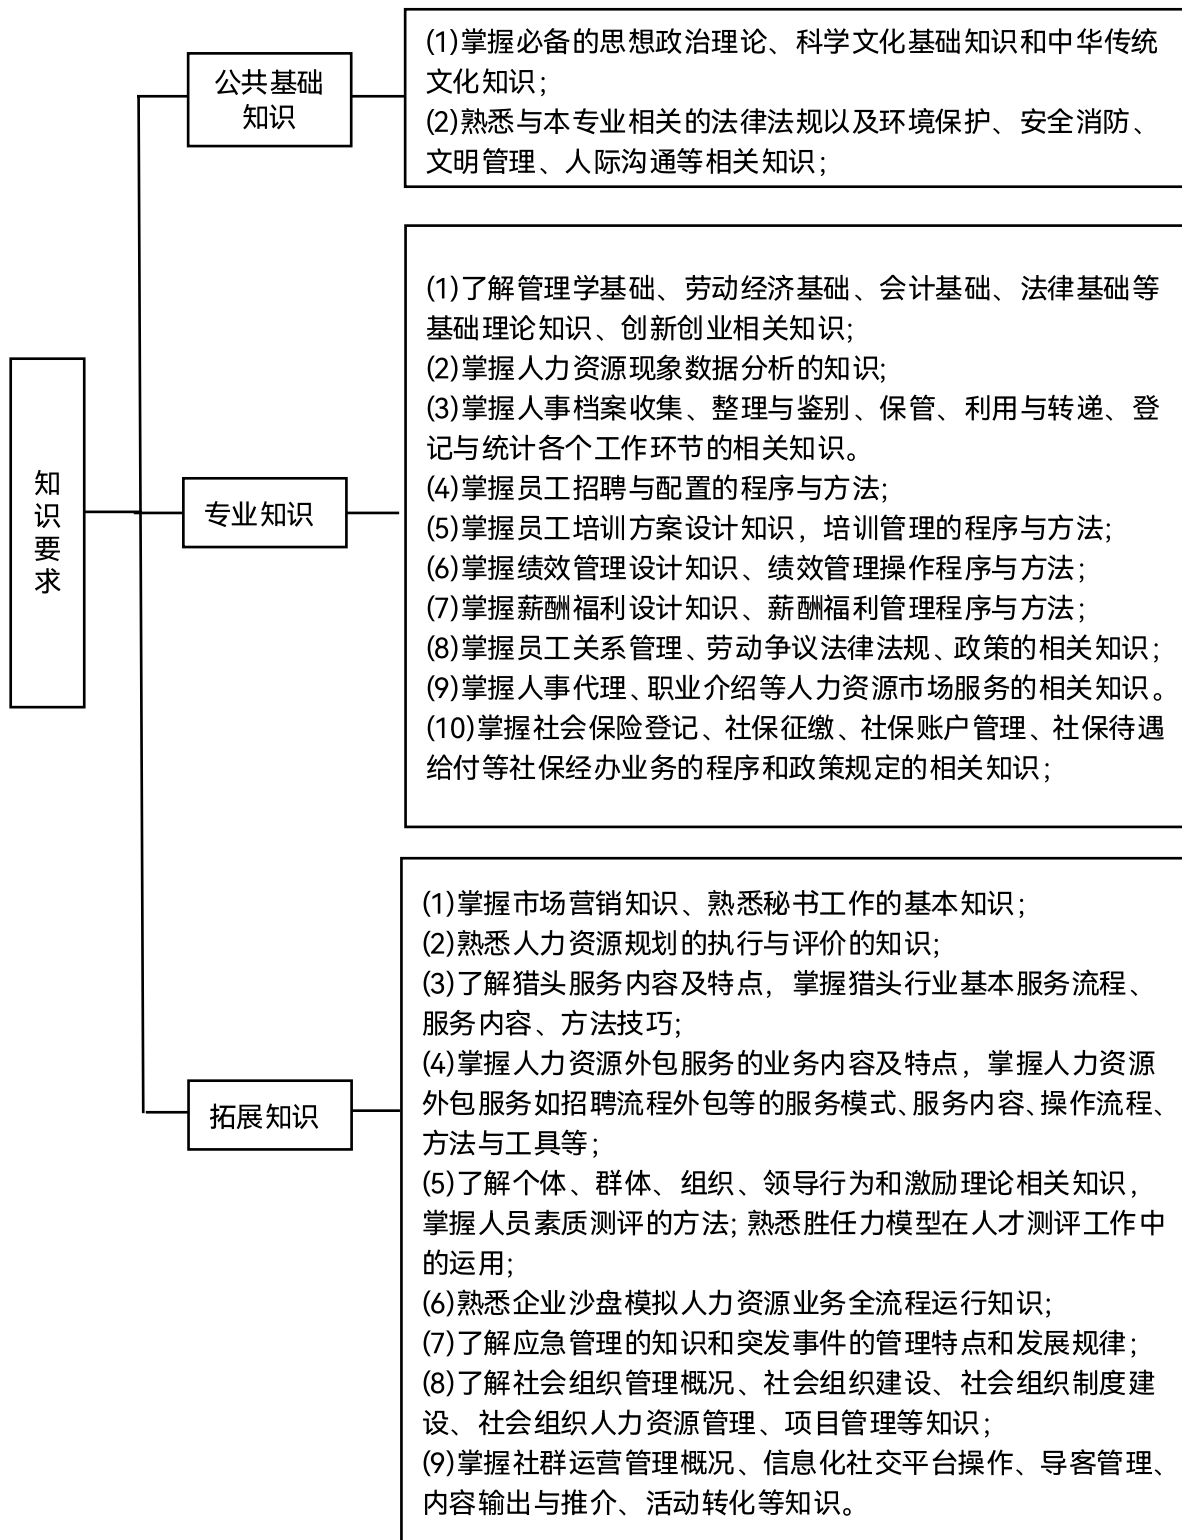 知
识
要
求
公共基础
知识
(1)掌握必备的思想政治理论、科学文化基础知识和中华传统
文化知识；
(2)熟悉与本专业相关的法律法规以及环境保护、安全消防、
文明管理、人际沟通等相关知识；
专业知识
(1)了解管理学基础、劳动经济基础、会计基础、法律基础等
基础理论知识、创新创业相关知识;
(2)掌握人力资源现象数据分析的知识;
(3)掌握人事档案收集、整理与鉴别、保管、利用与转递、登
记与统计各个工作环节的相关知识。
(4)掌握员工招聘与配置的程序与方法；
(5)掌握员工培训方案设计知识，培训管理的程序与方法；
(6)掌握绩效管理设计知识、绩效管理操作程序与方法；
(7)掌握薪酬福利设计知识、薪酬福利管理程序与方法；
(8)掌握员工关系管理、劳动争议法律法规、政策的相关知识；
(9)掌握人事代理、职业介绍等人力资源市场服务的相关知识。
(10)掌握社会保险登记、社保征缴、社保账户管理、社保待遇
给付等社保经办业务的程序和政策规定的相关知识；
拓展知识
(1)掌握市场营销知识、熟悉秘书工作的基本知识；
(2)熟悉人力资源规划的执行与评价的知识;
(3)了解猎头服务内容及特点，掌握猎头行业基本服务流程、
服务内容、方法技巧;
(4)掌握人力资源外包服务的业务内容及特点，掌握人力资源
外包服务如招聘流程外包等的服务模式、服务内容、操作流程、
方法与工具等；
(5)了解个体、群体、组织、领导行为和激励理论相关知识，
掌握人员素质测评的方法; 熟悉胜任力模型在人才测评工作中
的运用;
(6)熟悉企业沙盘模拟人力资源业务全流程运行知识；
(7)了解应急管理的知识和突发事件的管理特点和发展规律；
(8)了解社会组织管理概况、社会组织建设、社会组织制度建
设、社会组织人力资源管理、项目管理等知识；
(9)掌握社群运营管理概况、信息化社交平台操作、导客管理、
内容输出与推介、活动转化等知识。